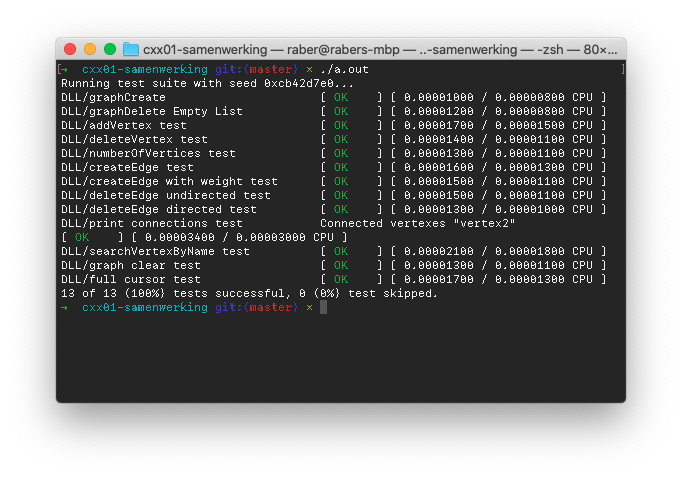 cxx01-samenwerking — raber@rabers-mbp — ..-samenwerking — -zsh — 80×...
[→ cxx01-samenwerking git:(master) × ./a.out ]
Running test suite with seed 0xcb42d7e0...
DLL/graphCreate [ OK ] [ 0.00001000 / 0.00000800 CPU ]
DLL/graphDelete Empty List [ OK ] [ 0.00001200 / 0.00000800 CPU ]
DLL/addVertex test [ OK ] [ 0.00001700 / 0.00001500 CPU ]
DLL/deleteVertex test [ OK ] [ 0.00001400 / 0.00001100 CPU ]
DLL/numberOfVertices test [ OK ] [ 0.00001300 / 0.00001100 CPU ]
DLL/createEdge test [ OK ] [ 0.00001600 / 0.00001300 CPU ]
DLL/createEdge with weight test [ OK ] [ 0.00001500 / 0.00001100 CPU ]
DLL/deleteEdge undirected test [ OK ] [ 0.00001500 / 0.00001100 CPU ]
DLL/deleteEdge directed test [ OK ] [ 0.00001300 / 0.00001000 CPU ]
DLL/print connections test Connected vertexes "vertex2"
[ OK ] [ 0.00003400 / 0.00003000 CPU ]
DLL/searchVertexByName test [ OK ] [ 0.00002100 / 0.00001800 CPU ]
DLL/graph clear test [ OK ] [ 0.00001300 / 0.00001100 CPU ]
DLL/full cursor test [ OK ] [ 0.00001700 / 0.00001300 CPU ]
13 of 13 (100%) tests successful, 0 (0%) test skipped.
→ cxx01-samenwerking git:(master) ×